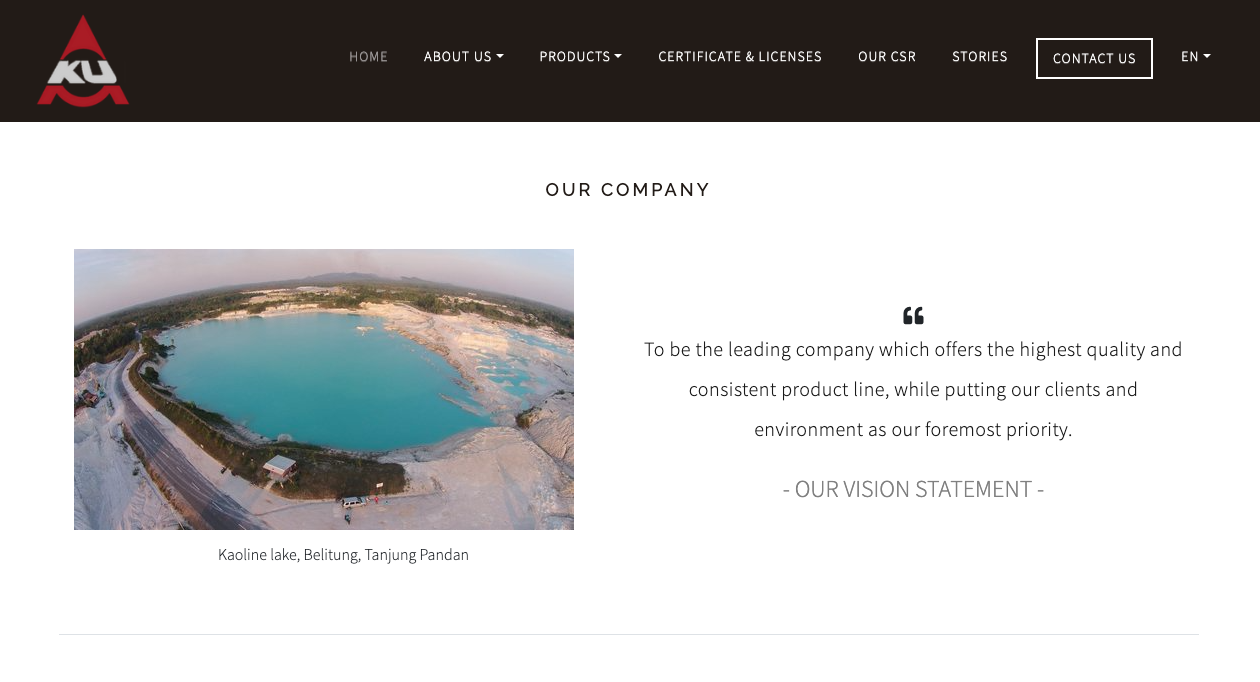 KU
HOME
ABOUT US
PRODUCTS
CERTIFICATE & LICENSES
OUR CSR
STORIES
CONTACT US
EN
OUR COMPANY
“
To be the leading company which offers the highest quality and
consistent product line, while putting our clients and
environment as our foremost priority.
- OUR VISION STATEMENT -
Kaoline lake, Belitung, Tanjung Pandan